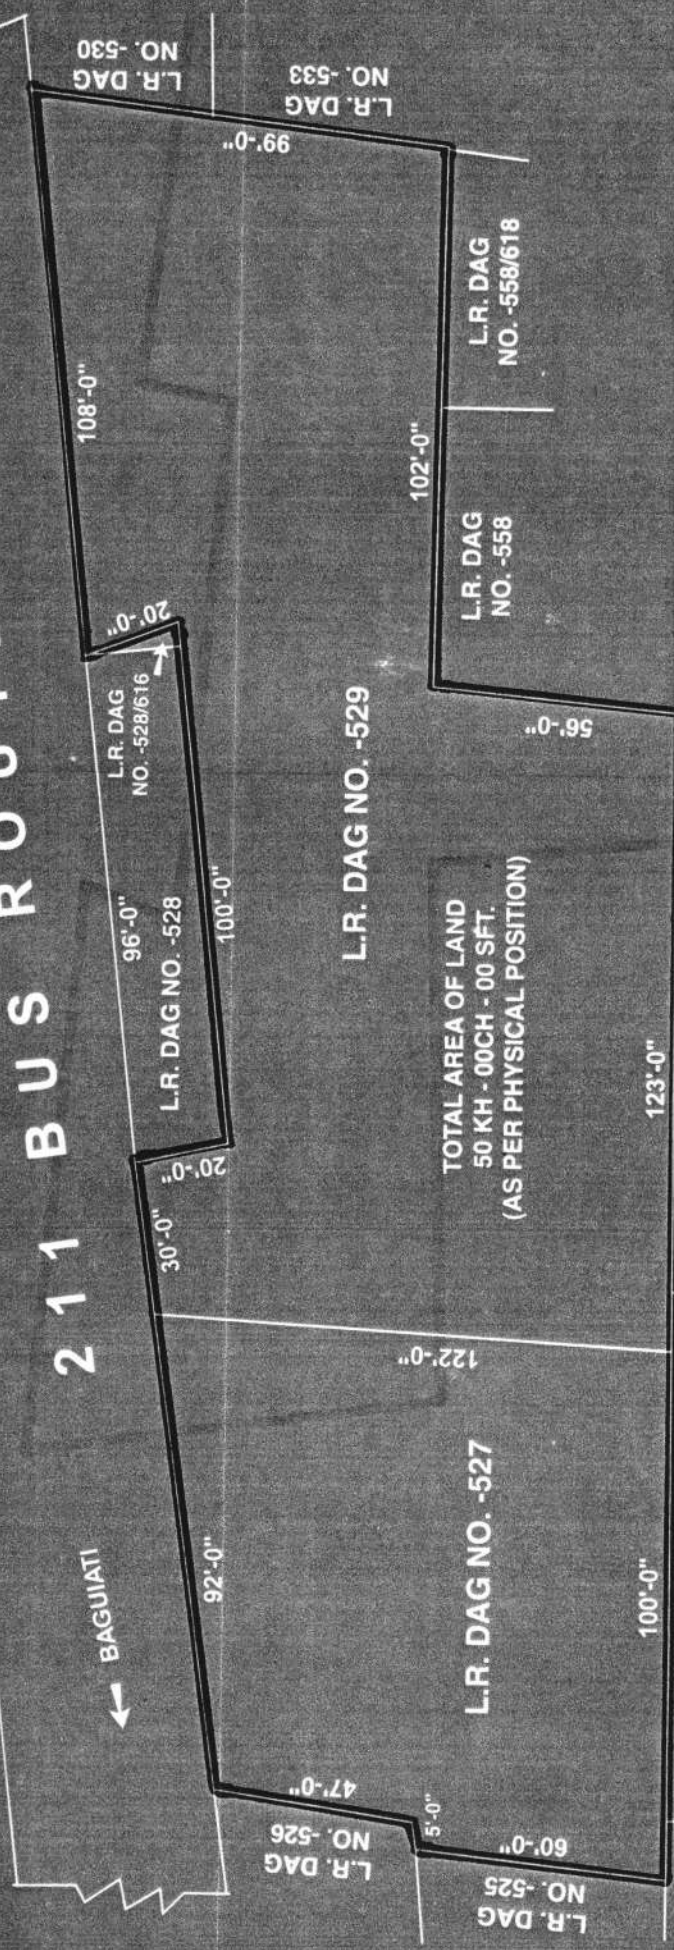 211 BUS ROUT
BAGUIATI
L.R. DAG
NO. -530
L.R. DAG
NO. -533
99'-0"
108'-0"
20'-0"
L.R. DAG
NO. -528/616
96'-0"
L.R. DAG NO. -528
100'-0"
20'-0"
30'-0"
92'-0"
47'-0"
L.R. DAG
NO. -526
5'-0"
60'-0"
L.R. DAG
NO. -525
L.R. DAG NO. -527
122'-0"
100'-0"
L.R. DAG NO. -529
TOTAL AREA OF LAND
50 KH - 00CH - 00 SFT.
(AS PER PHYSICAL POSITION)
123'-0"
56'-0"
102'-0"
L.R. DAG
NO. -558
L.R. DAG
NO. -558/618